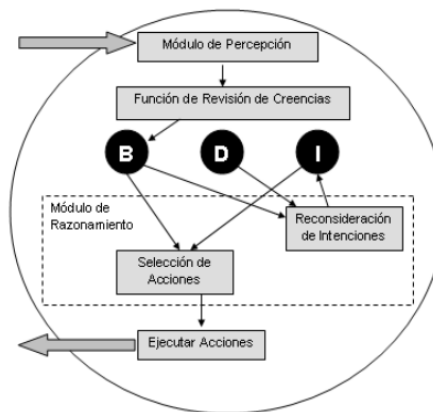 Módulo de Percepción
Función de Revisión de Creencias
B
D
I
Módulo de
Razonamiento
Reconsideración
de Intenciones
Selección de
Acciones
Ejecutar Acciones